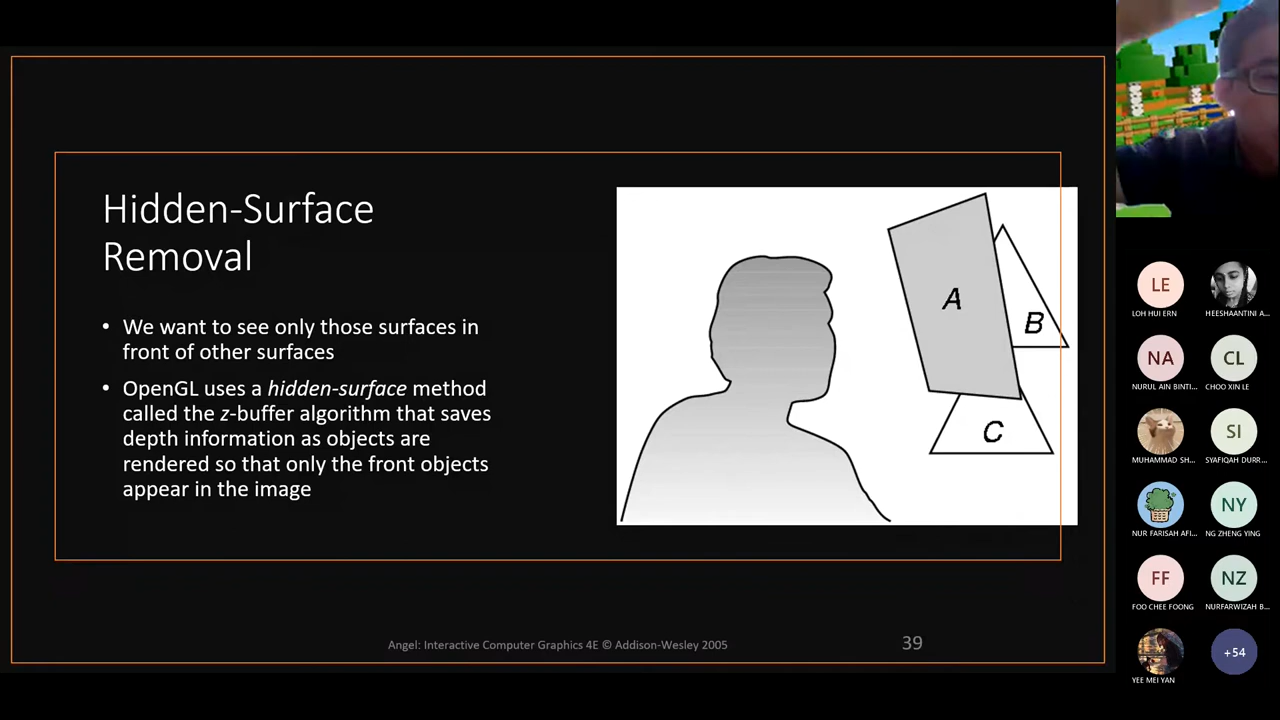 Hidden-Surface
Removal
• We want to see only those surfaces in
front of other surfaces
• OpenGL uses a hidden-surface method
called the z-buffer algorithm that saves
depth information as objects are
rendered so that only the front objects
appear in the image
A
B
C
Angel: Interactive Computer Graphics 4E © Addison-Wesley 2005
39
LE
LOH HUI ERN
HEESHAANTINI A...
NA
NURUL AIN BINTI...
CL
CHOO XIN LE
MUHAMMAD SH...
SI
SYAFIQAH DURR...
NUR FARISAH AFI...
NY
NG ZHENG YING
FF
FOO CHEE FOONG
NZ
NURFARWIZAH B...
YEE MEI YAN
+54